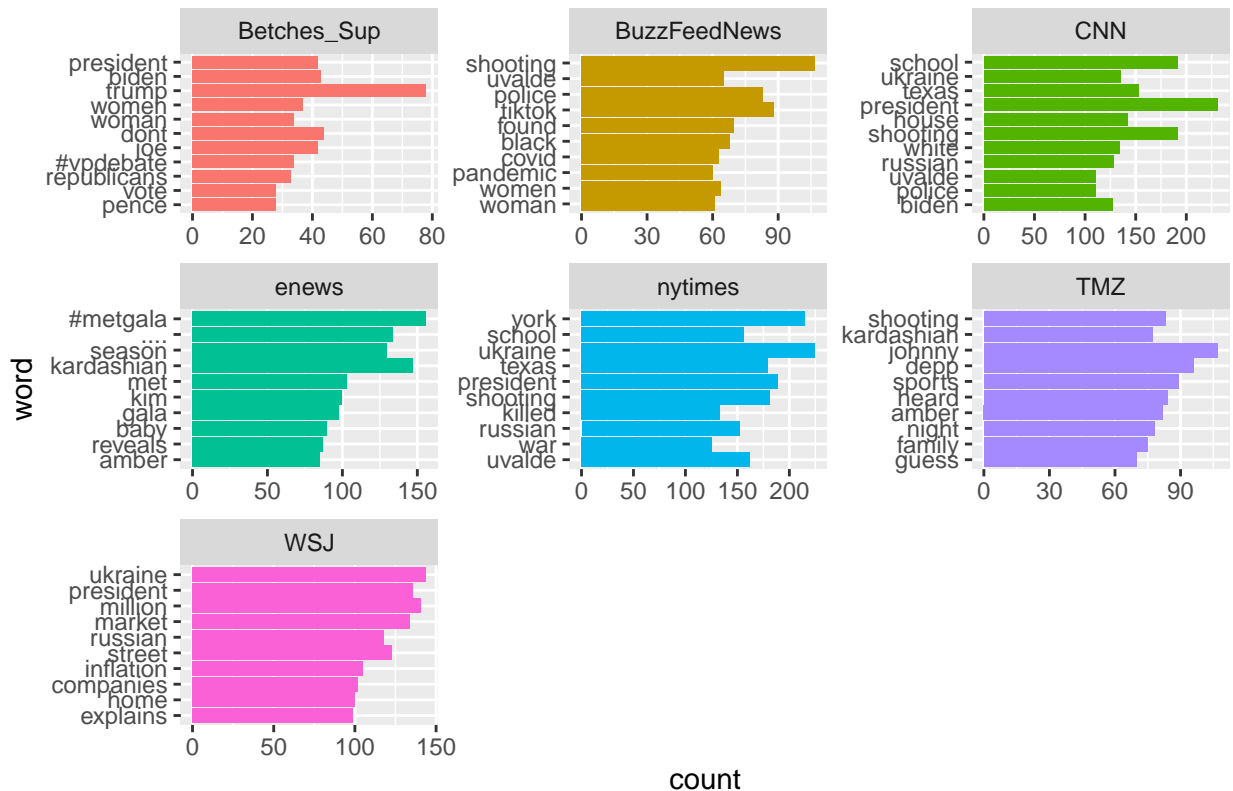 Betches_Sup
president
biden
trump
women
woman
dont
joe
#vpdebate
republicans
vote
pence
0 20 40 60 80
BuzzFeedNews
shooting
uvalde
police
tiktok
found
black
covid
pandemic
women
woman
0 30 60 90
CNN
school
ukraine
texas
president
house
shooting
white
russian
uvalde
police
biden
0 50 100 150 200
word
enews
#metgala
....
season
kardashian
met
kim
gala
baby
reveals
amber
0 50 100 150
nytimes
york
school
ukraine
texas
president
shooting
killed
russian
war
uvalde
0 50 100 150 200
TMZ
shooting
kardashian
johnny
depp
sports
heard
amber
night
family
guess
0 30 60 90
WSJ
ukraine
president
million
market
russian
street
inflation
companies
home
explains
0 50 100 150
count